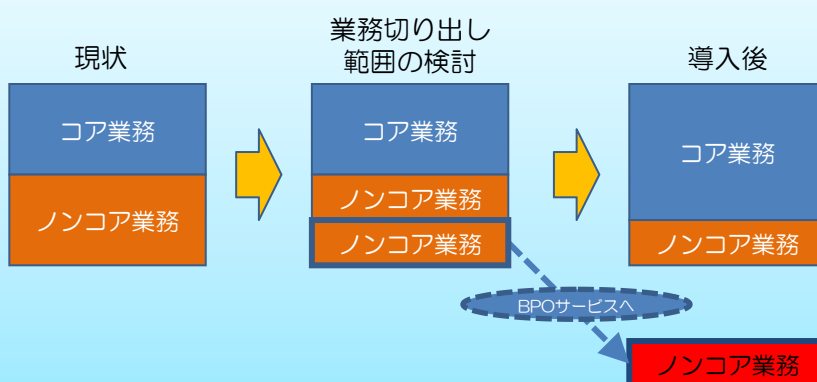 現状
業務切り出し
範囲の検討
導入後
コア業務
コア業務
コア業務
ノンコア業務
ノンコア業務
ノンコア業務
ノンコア業務
BPOサービスへ
ノンコア業務